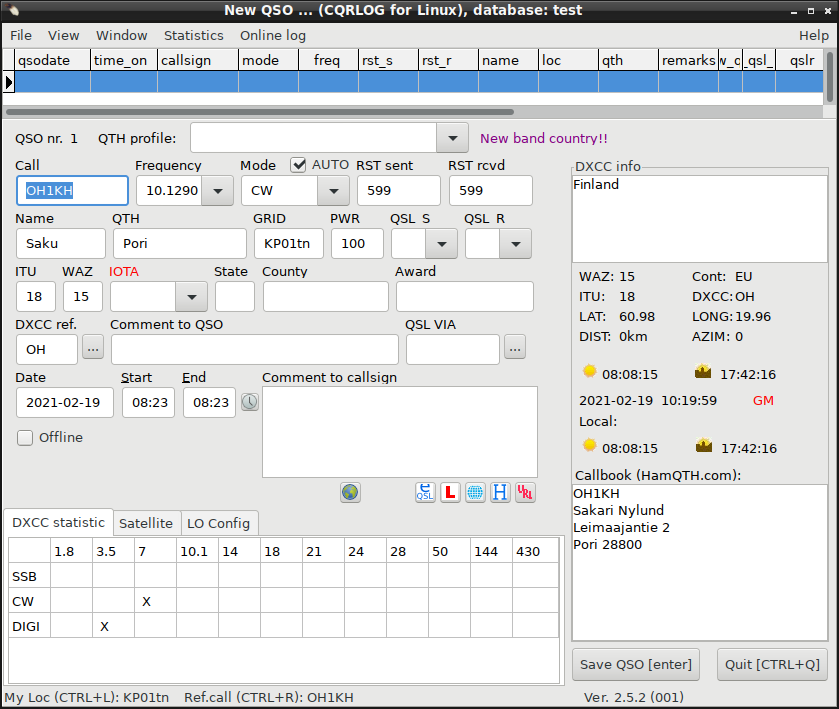 New QSO ... (CQRLOG for Linux), database: test
File View Window Statistics Online log Help
qsodate time_on callsign mode freq rst_s rst_r name loc qth remarks _qsl_ qslr
QSO nr. 1 QTH profile: New band country!!
Call Frequency Mode AUTO RST sent RST rcvd
OH1KH 10.1290 CW 599 599
Name QTH GRID PWR QSL S QSL R
Saku Pori KP01tn 100
ITU WAZ IOTA State County Award
18 15
DXCC ref. Comment to QSO QSL VIA
OH ... ...
Date Start End Comment to callsign
2021-02-19 08:23 08:23
Offline
QSL L H URL
DXCC info
Finland
WAZ: 15 Cont: EU
ITU: 18 DXCC: OH
LAT: 60.98 LONG: 19.96
DIST: 0km AZIM: 0
08:08:15 17:42:16
2021-02-19 10:19:59 GM
Local:
08:08:15 17:42:16
Callbook (HamQTH.com):
OH1KH
Sakari Nylund
Leimaajantie 2
Pori 28800
DXCC statistic Satellite LO Config
1.8 3.5 7 10.1 14 18 21 24 28 50 144 430
SSB
CW X
DIGI X
Save QSO [enter] Quit [CTRL+Q]
My Loc (CTRL+L): KP01tn Ref.call (CTRL+R): OH1KH Ver. 2.5.2 (001)